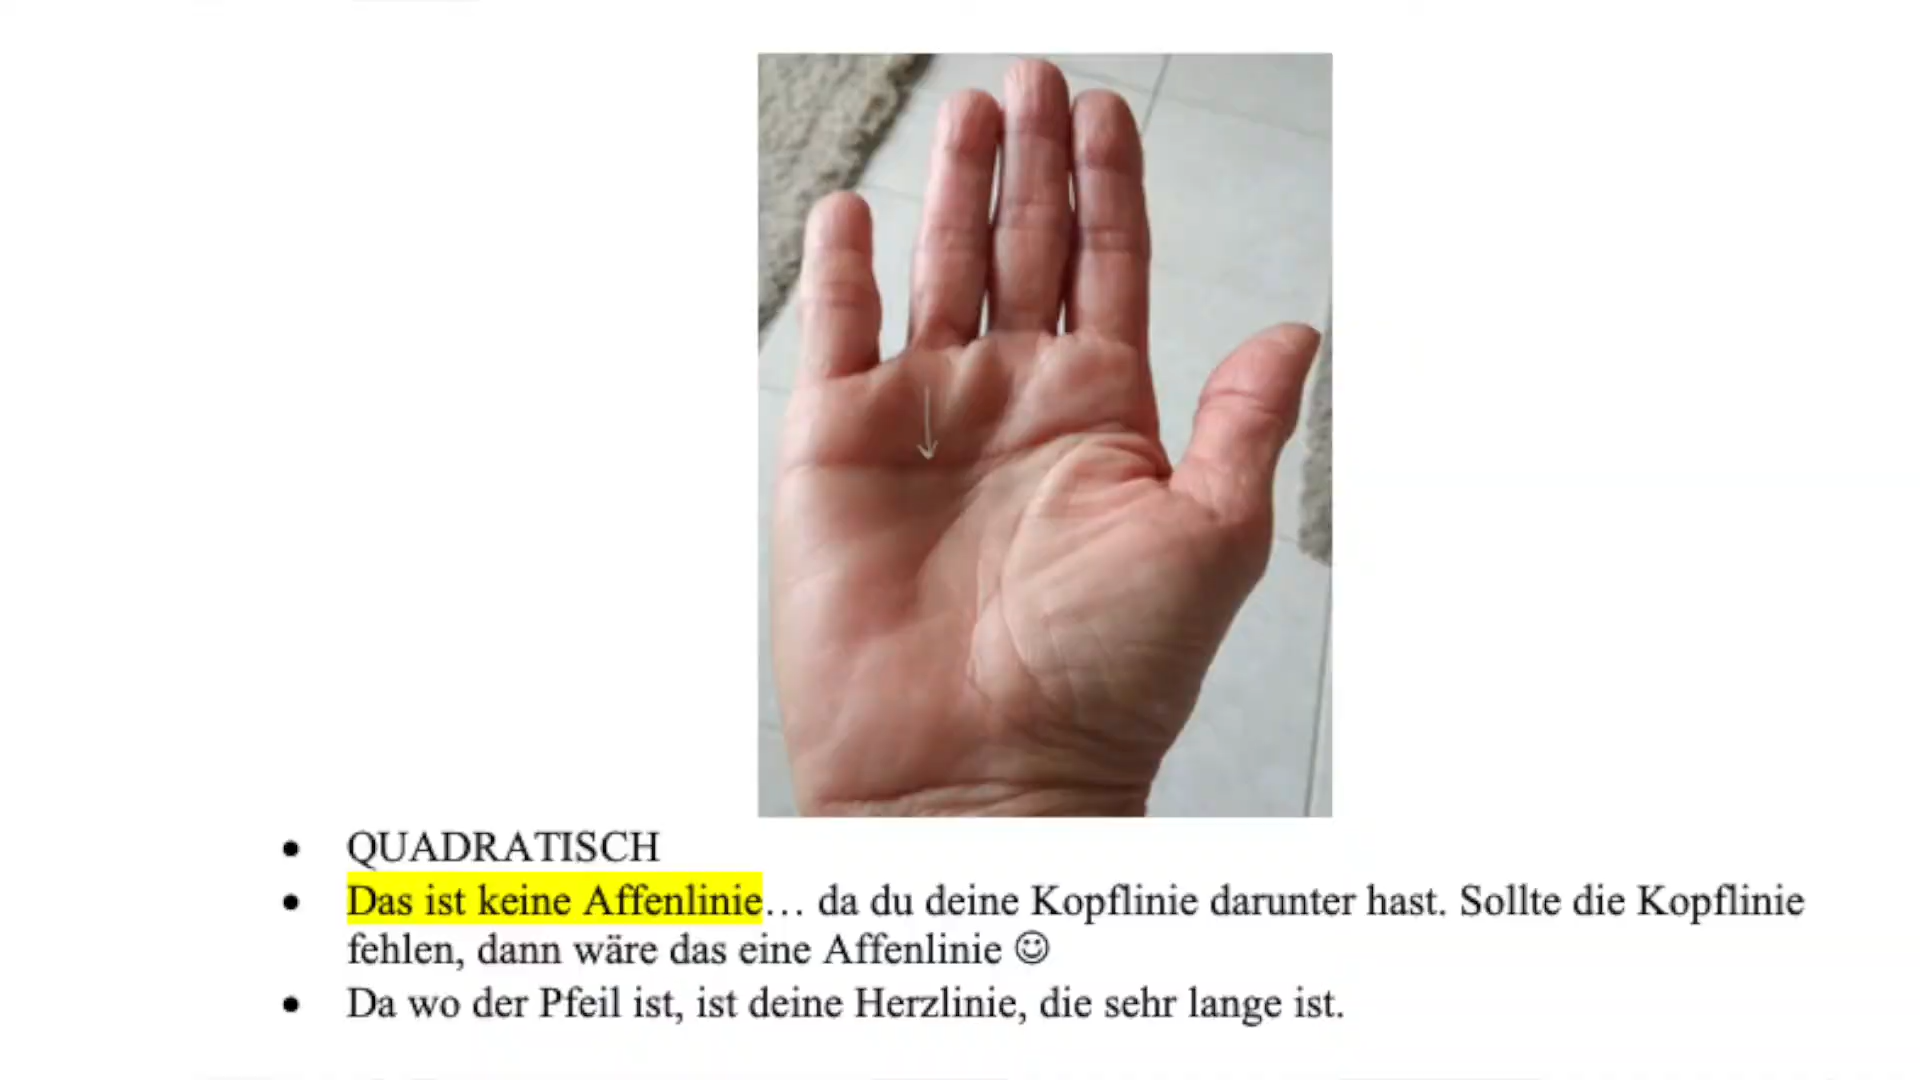 QUADRATISCH
Das ist keine Affenlinie… da du deine Kopflinie darunter hast. Sollte die Kopflinie
fehlen, dann wäre das eine Affenlinie ☺
Da wo der Pfeil ist, ist deine Herzlinie, die sehr lange ist.